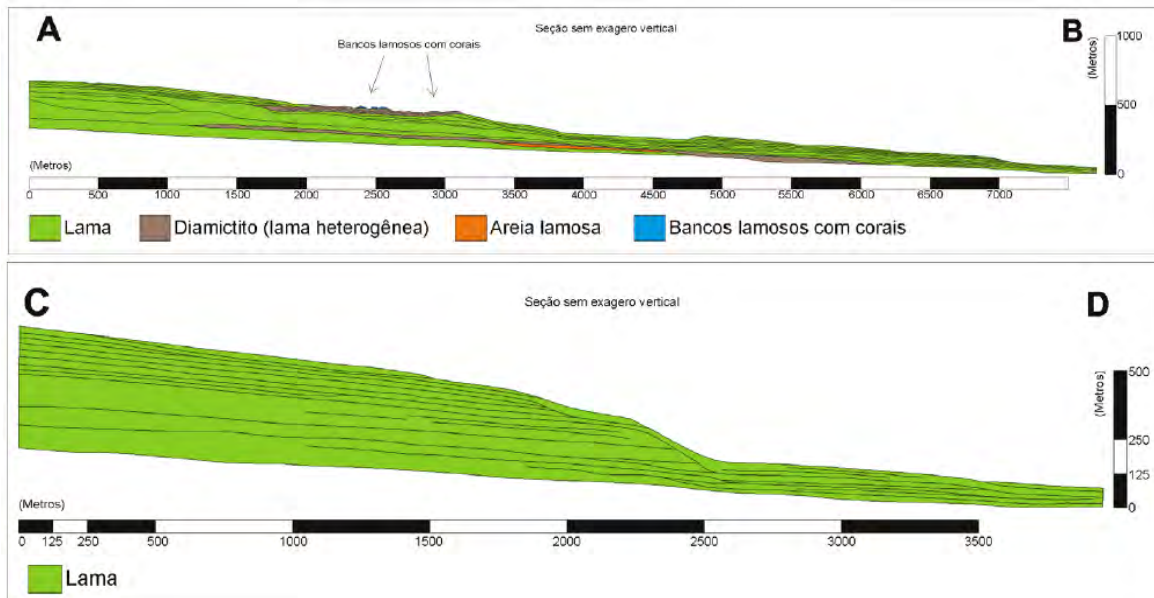 A
Seção sem exagero vertical
B
Bancos lamosos com corais
(Metros)
1000
500
0
(Metros)
0 500 1000 1500 2000 2500 3000 3500 4000 4500 5000 5500 6000 6500 7000
Lama
Diamictito (lama heterogênea)
Areia lamosa
Bancos lamosos com corais
C
Seção sem exagero vertical
D
(Metros)
500
250
125
0
(Metros)
0 125 250 500 1000 1500 2000 2500 3000 3500
Lama